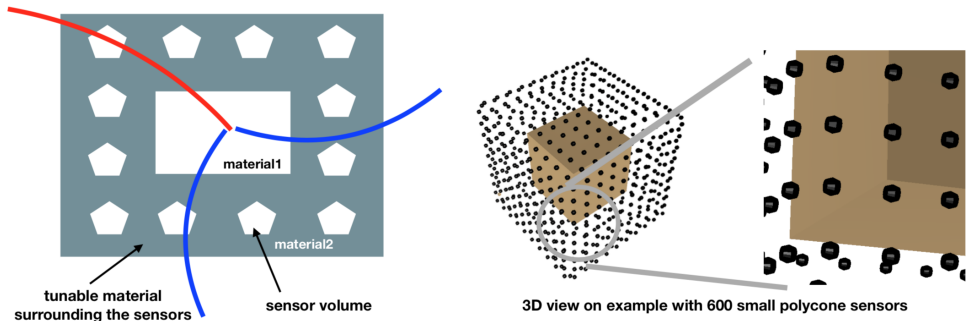 material1
material2
tunable material
surrounding the sensors
sensor volume
3D view on example with 600 small polycone sensors